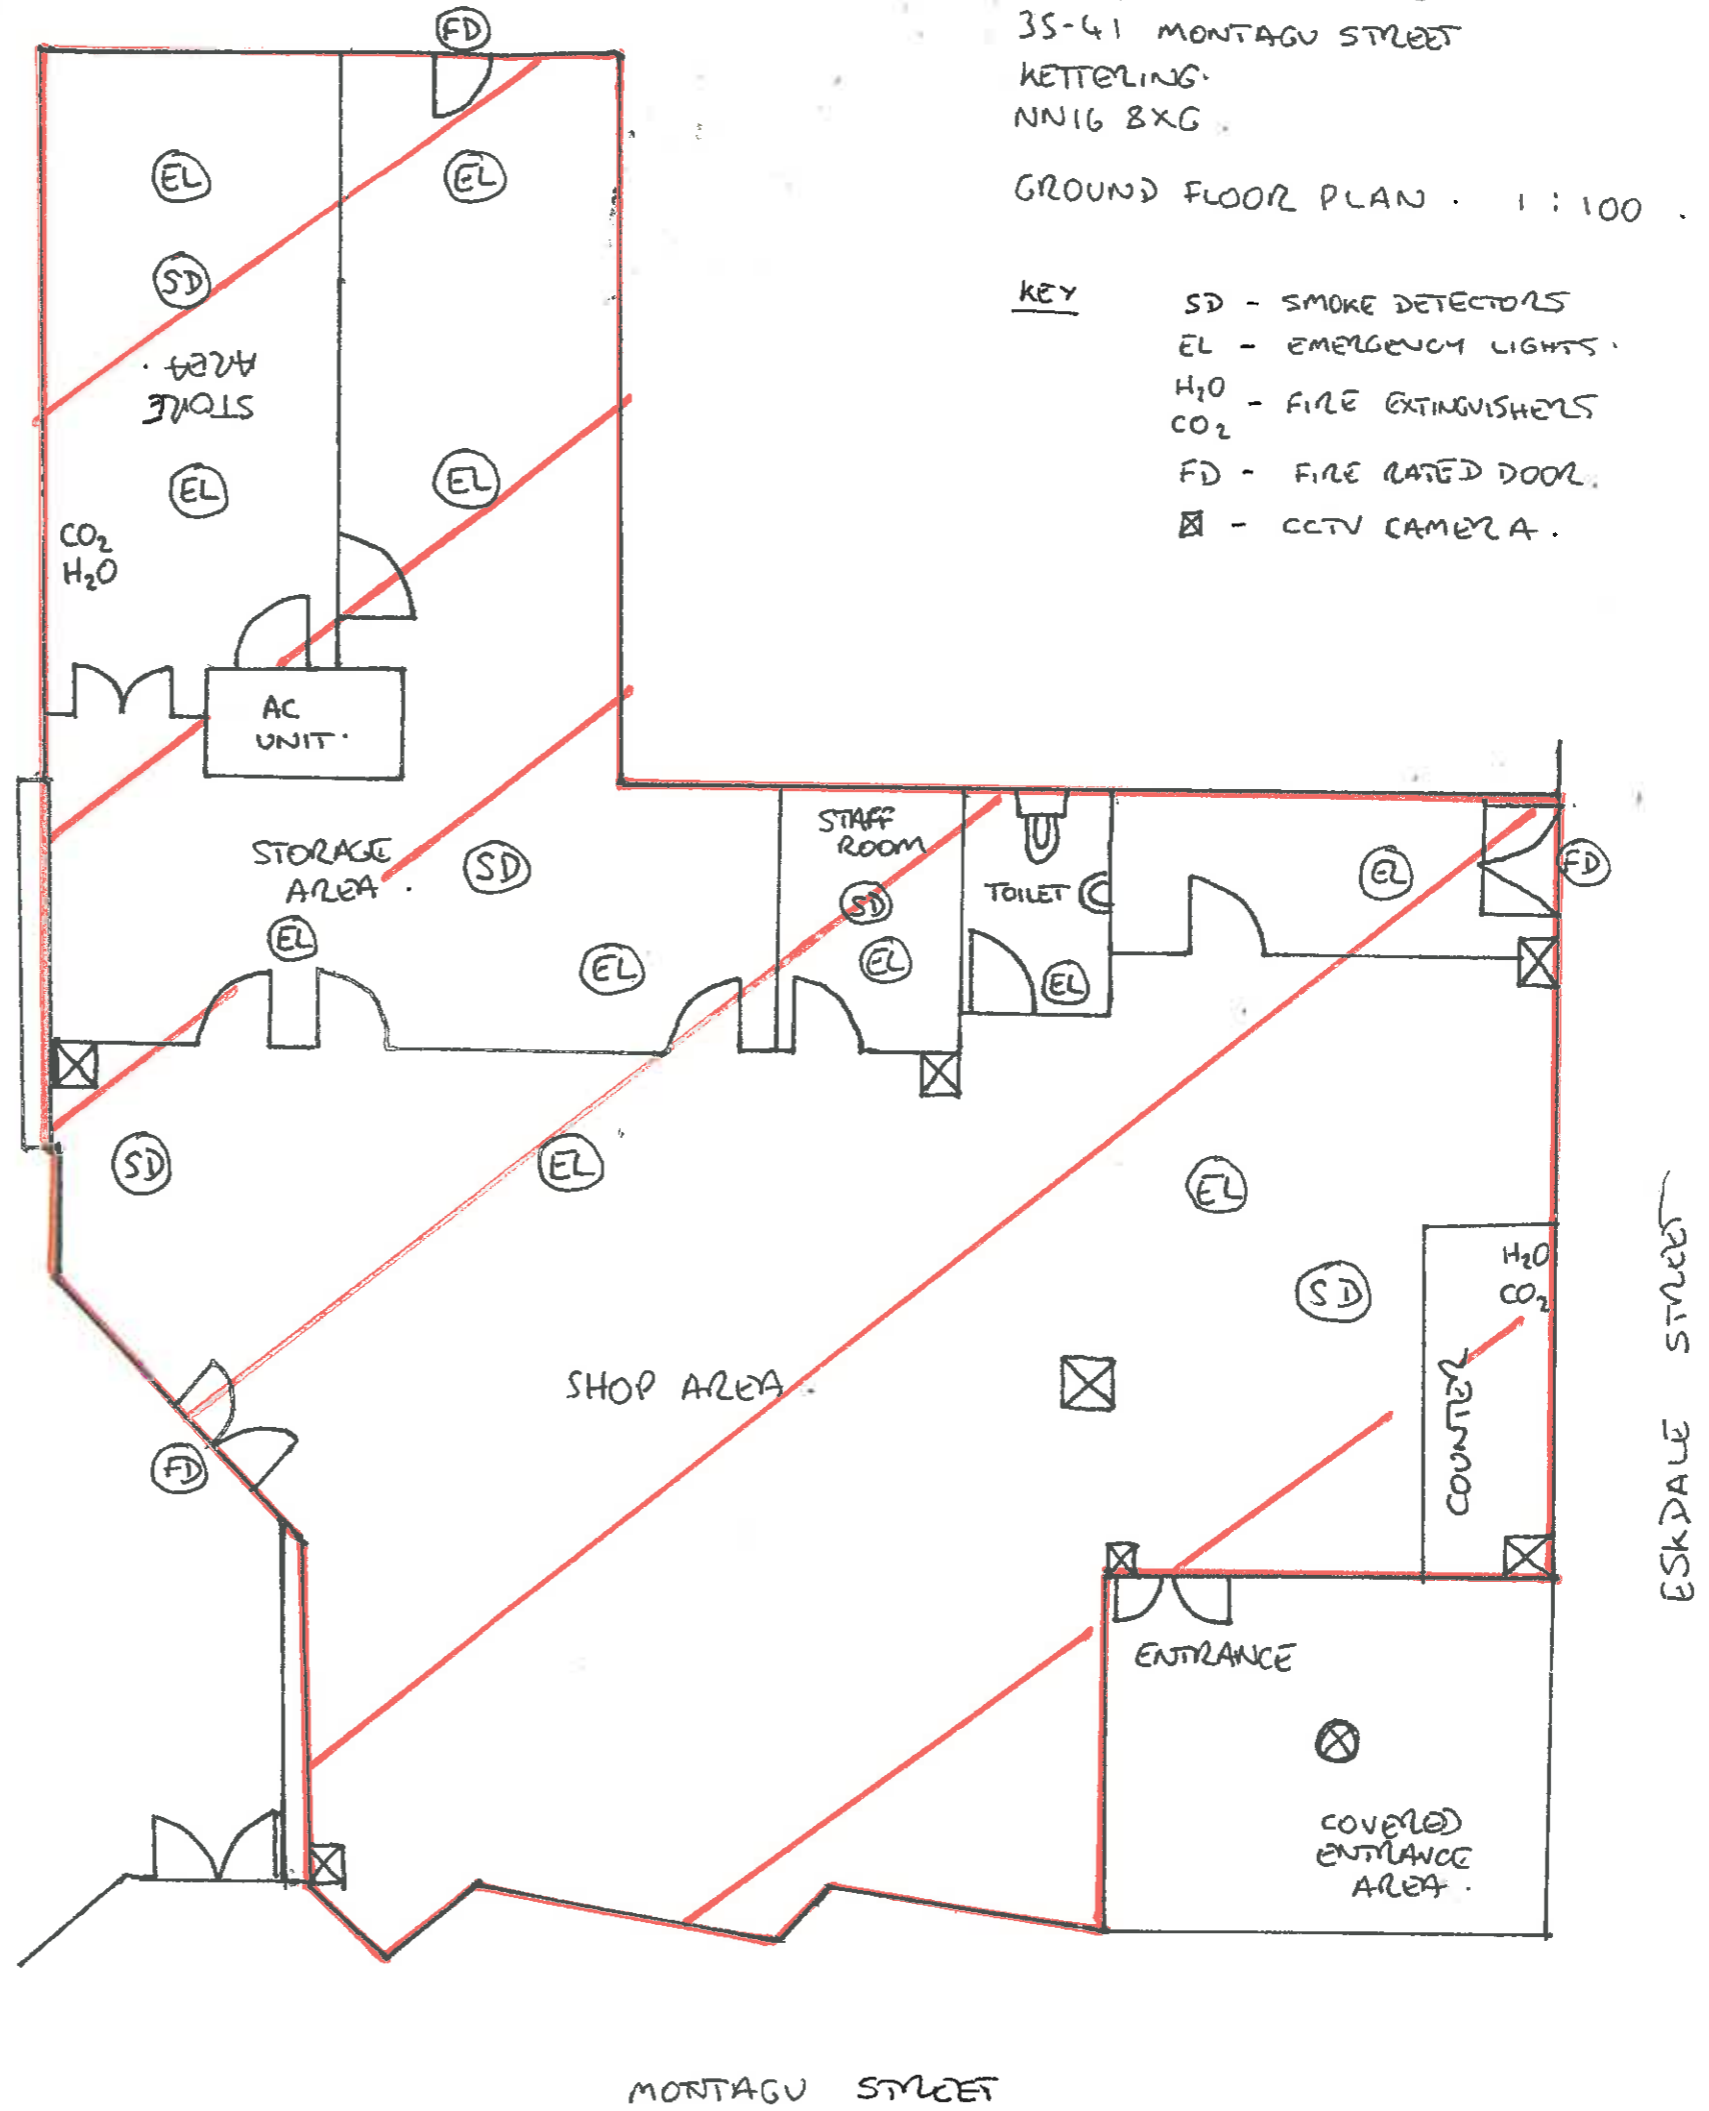 35-41 MONTAGU STREET
KETTERING.
NN16 8XG.
GROUND FLOOR PLAN. 1:100.
KEY
SD - SMOKE DETECTORS
EL - EMERGENCY LIGHTS.
H2O
CO2 - FIRE EXTINGUISHERS
FD - FIRE RATED DOOR.
- CCTV CAMERA.
FD
EL
EL
SD
STORE
AREA.
EL
EL
CO2
H2O
AC
UNIT.
STORAGE
AREA.
SD
EL
EL
STAFF
ROOM
SD
EL
TOILET
EL
EL
FD
SD
EL
EL
SD
H2O
CO2
COUNTER
SHOP AREA.
FD
ENTRANCE
COVERED
ENTRANCE
AREA.
ESKDALE STREET
MONTAGU STREET